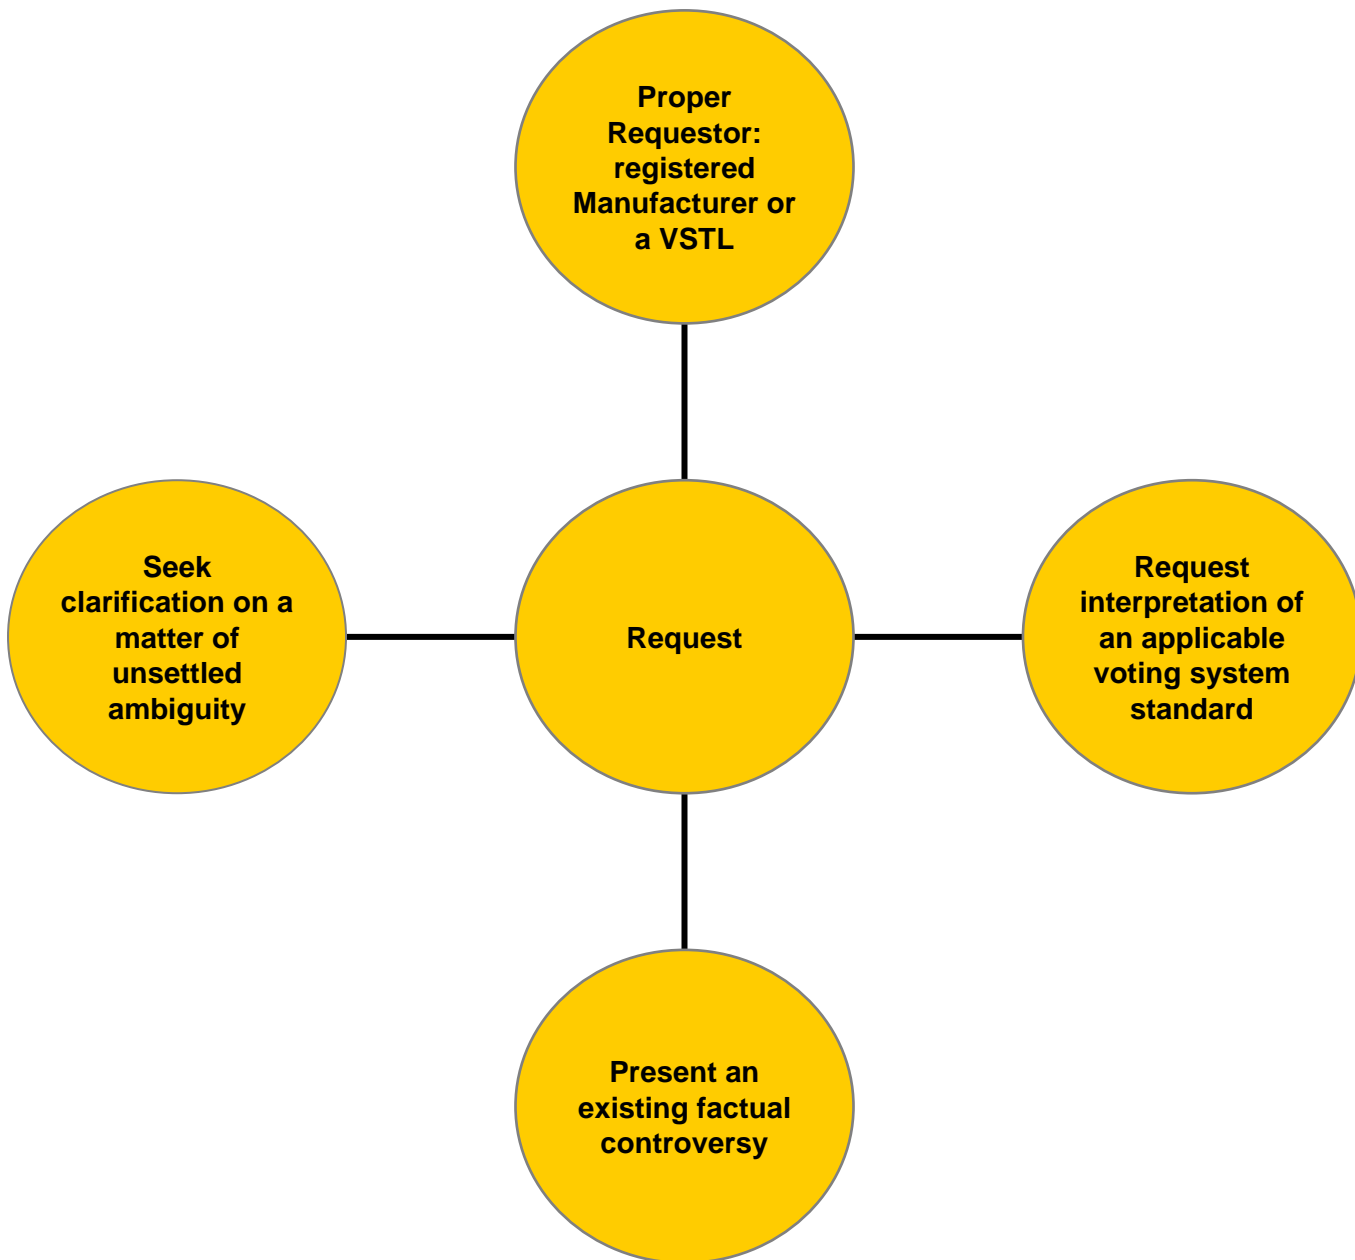 Proper
Requestor:
registered
Manufacturer or
a VSTL
Seek
clarification on a
matter of
unsettled
ambiguity
Request
Request
interpretation of
an applicable
voting system
standard
Present an
existing factual
controversy